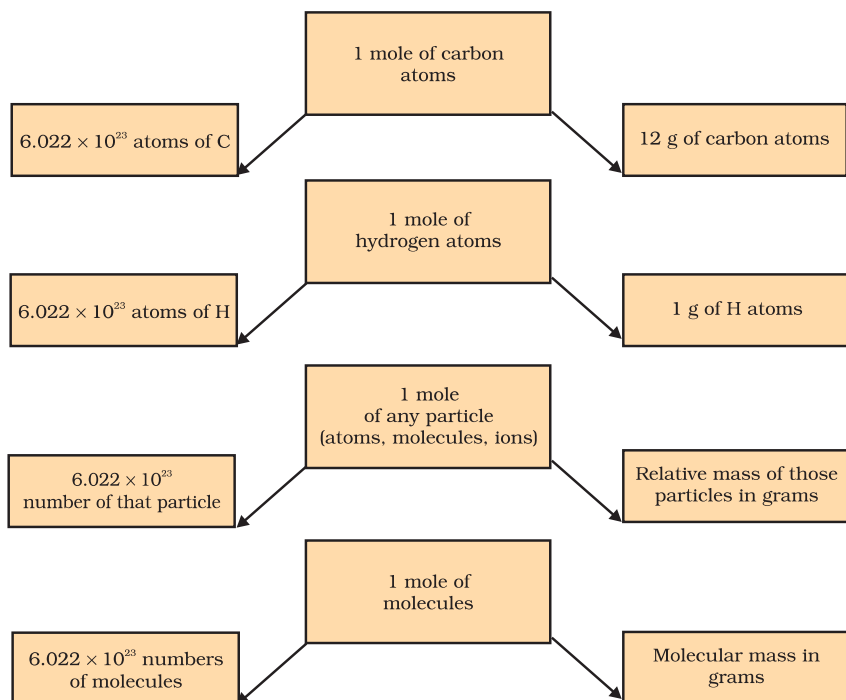 1 mole of carbon
atoms
6.022 × 10²³ atoms of C
12 g of carbon atoms
1 mole of
hydrogen atoms
6.022 × 10²³ atoms of H
1 g of H atoms
1 mole
of any particle
(atoms, molecules, ions)
6.022 × 10²³
number of that particle
Relative mass of those
particles in grams
1 mole of
molecules
6.022 × 10²³ numbers
of molecules
Molecular mass in
grams